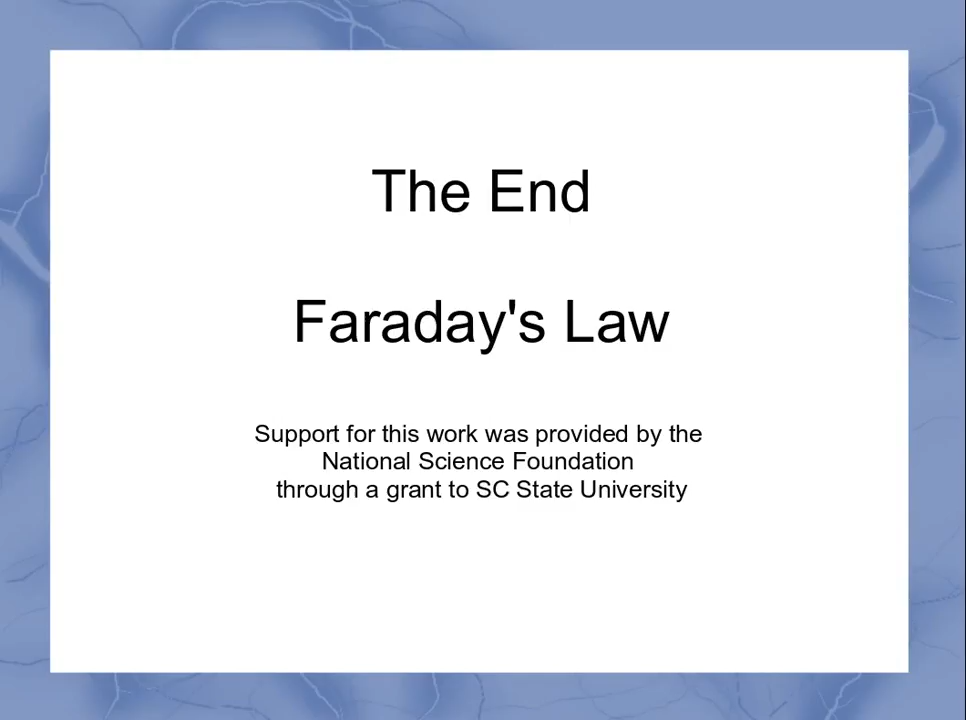 The End
Faraday's Law
Support for this work was provided by the
National Science Foundation
through a grant to SC State University